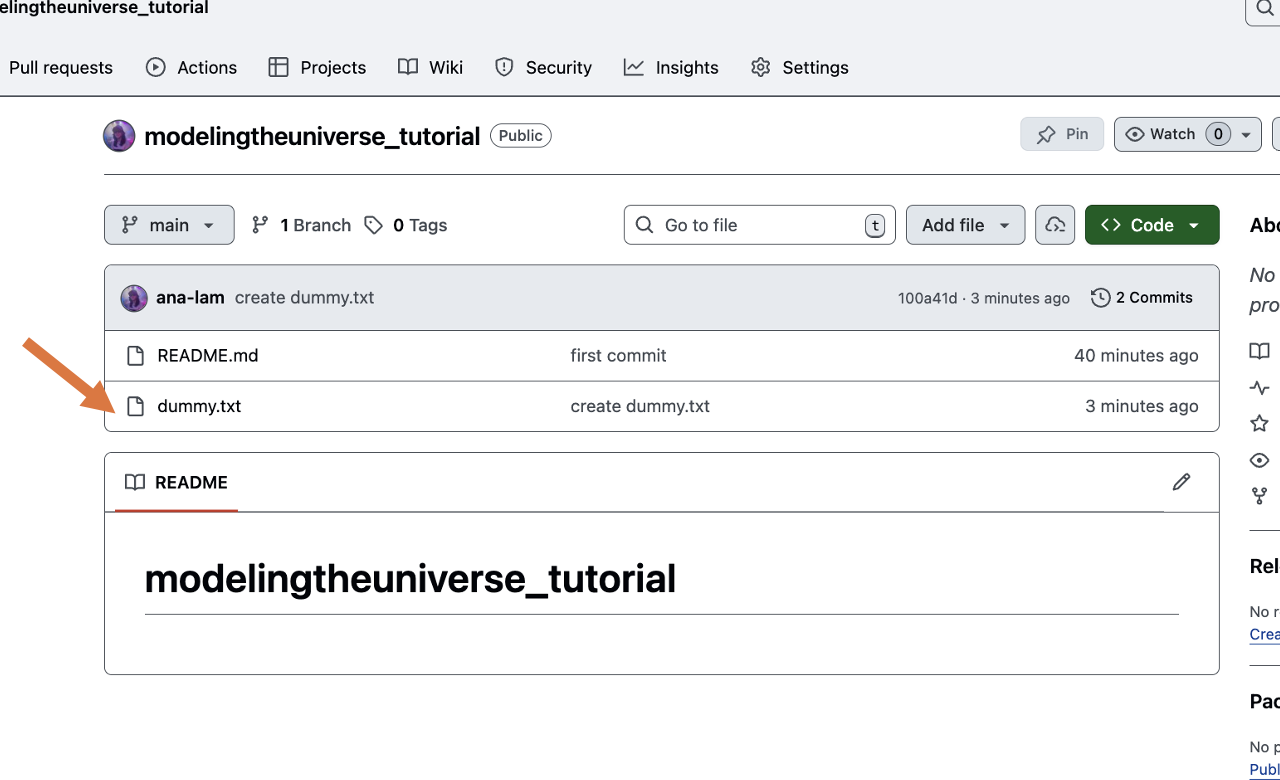 elingtheuniverse_tutorial
Pull requests Actions Projects Wiki Security Insights Settings
modelingtheuniverse_tutorial Public Pin Watch 0
main 1 Branch 0 Tags Go to file t Add file Code
ana-lam create dummy.txt 100a41d · 3 minutes ago 2 Commits
README.md first commit 40 minutes ago
dummy.txt create dummy.txt 3 minutes ago
README
modelingtheuniverse_tutorial
Abo
No
pro
Rel
No r
Crea
Pac
No p
Publ